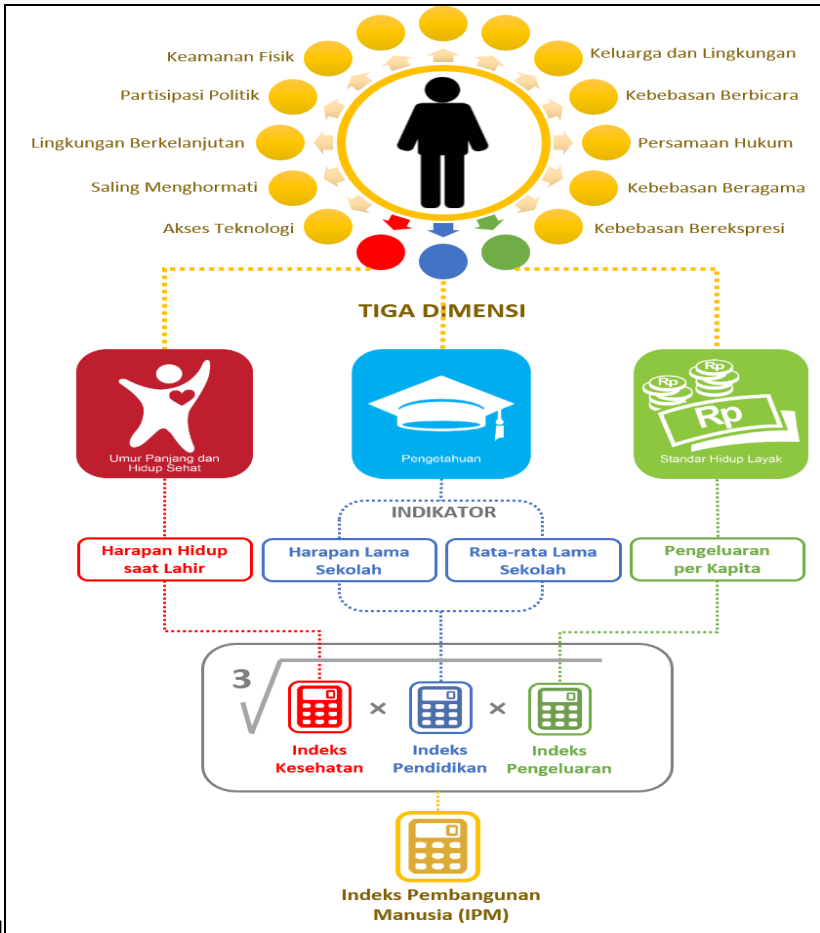 Keamanan Fisik
Keluarga dan Lingkungan
Partisipasi Politik
Kebebasan Berbicara
Lingkungan Berkelanjutan
Persamaan Hukum
Saling Menghormati
Kebebasan Beragama
Akses Teknologi
Kebebasan Berekspresi
TIGA DIMENSI
Umur Panjang dan
Hidup Sehat
Pengetahuan
Rp
Rp
Rp
Standar Hidup Layak
INDIKATOR
Harapan Hidup
saat Lahir
Harapan Lama
Sekolah
Rata-rata Lama
Sekolah
Pengeluaran
per Kapita
3
× ×
Indeks
Kesehatan
Indeks
Pendidikan
Indeks
Pengeluaran
Indeks Pembangunan
Manusia (IPM)